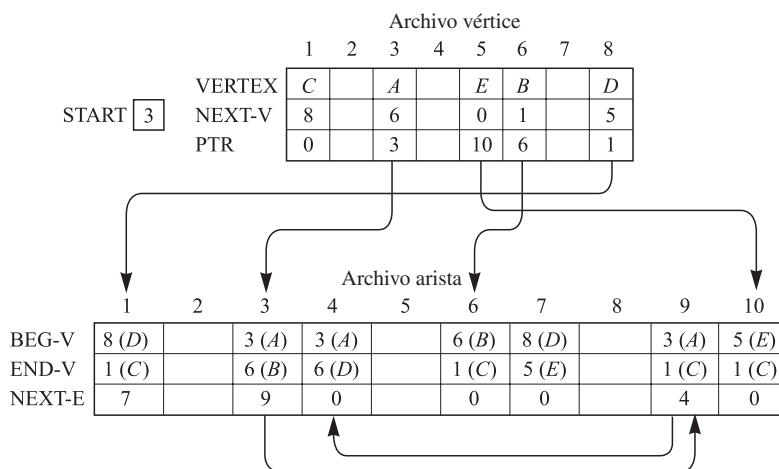 Archivo vértice
1 2 3 4 5 6 7 8
VERTEX C A E B D
START 3 NEXT-V 8 6 0 1 5
PTR 0 3 10 6 1
Archivo arista
1 2 3 4 5 6 7 8 9 10
BEG-V 8 (D) 3 (A) 3 (A) 6 (B) 8 (D) 3 (A) 5 (E)
END-V 1 (C) 6 (B) 6 (D) 1 (C) 5 (E) 1 (C) 1 (C)
NEXT-E 7 9 0 0 0 4 0